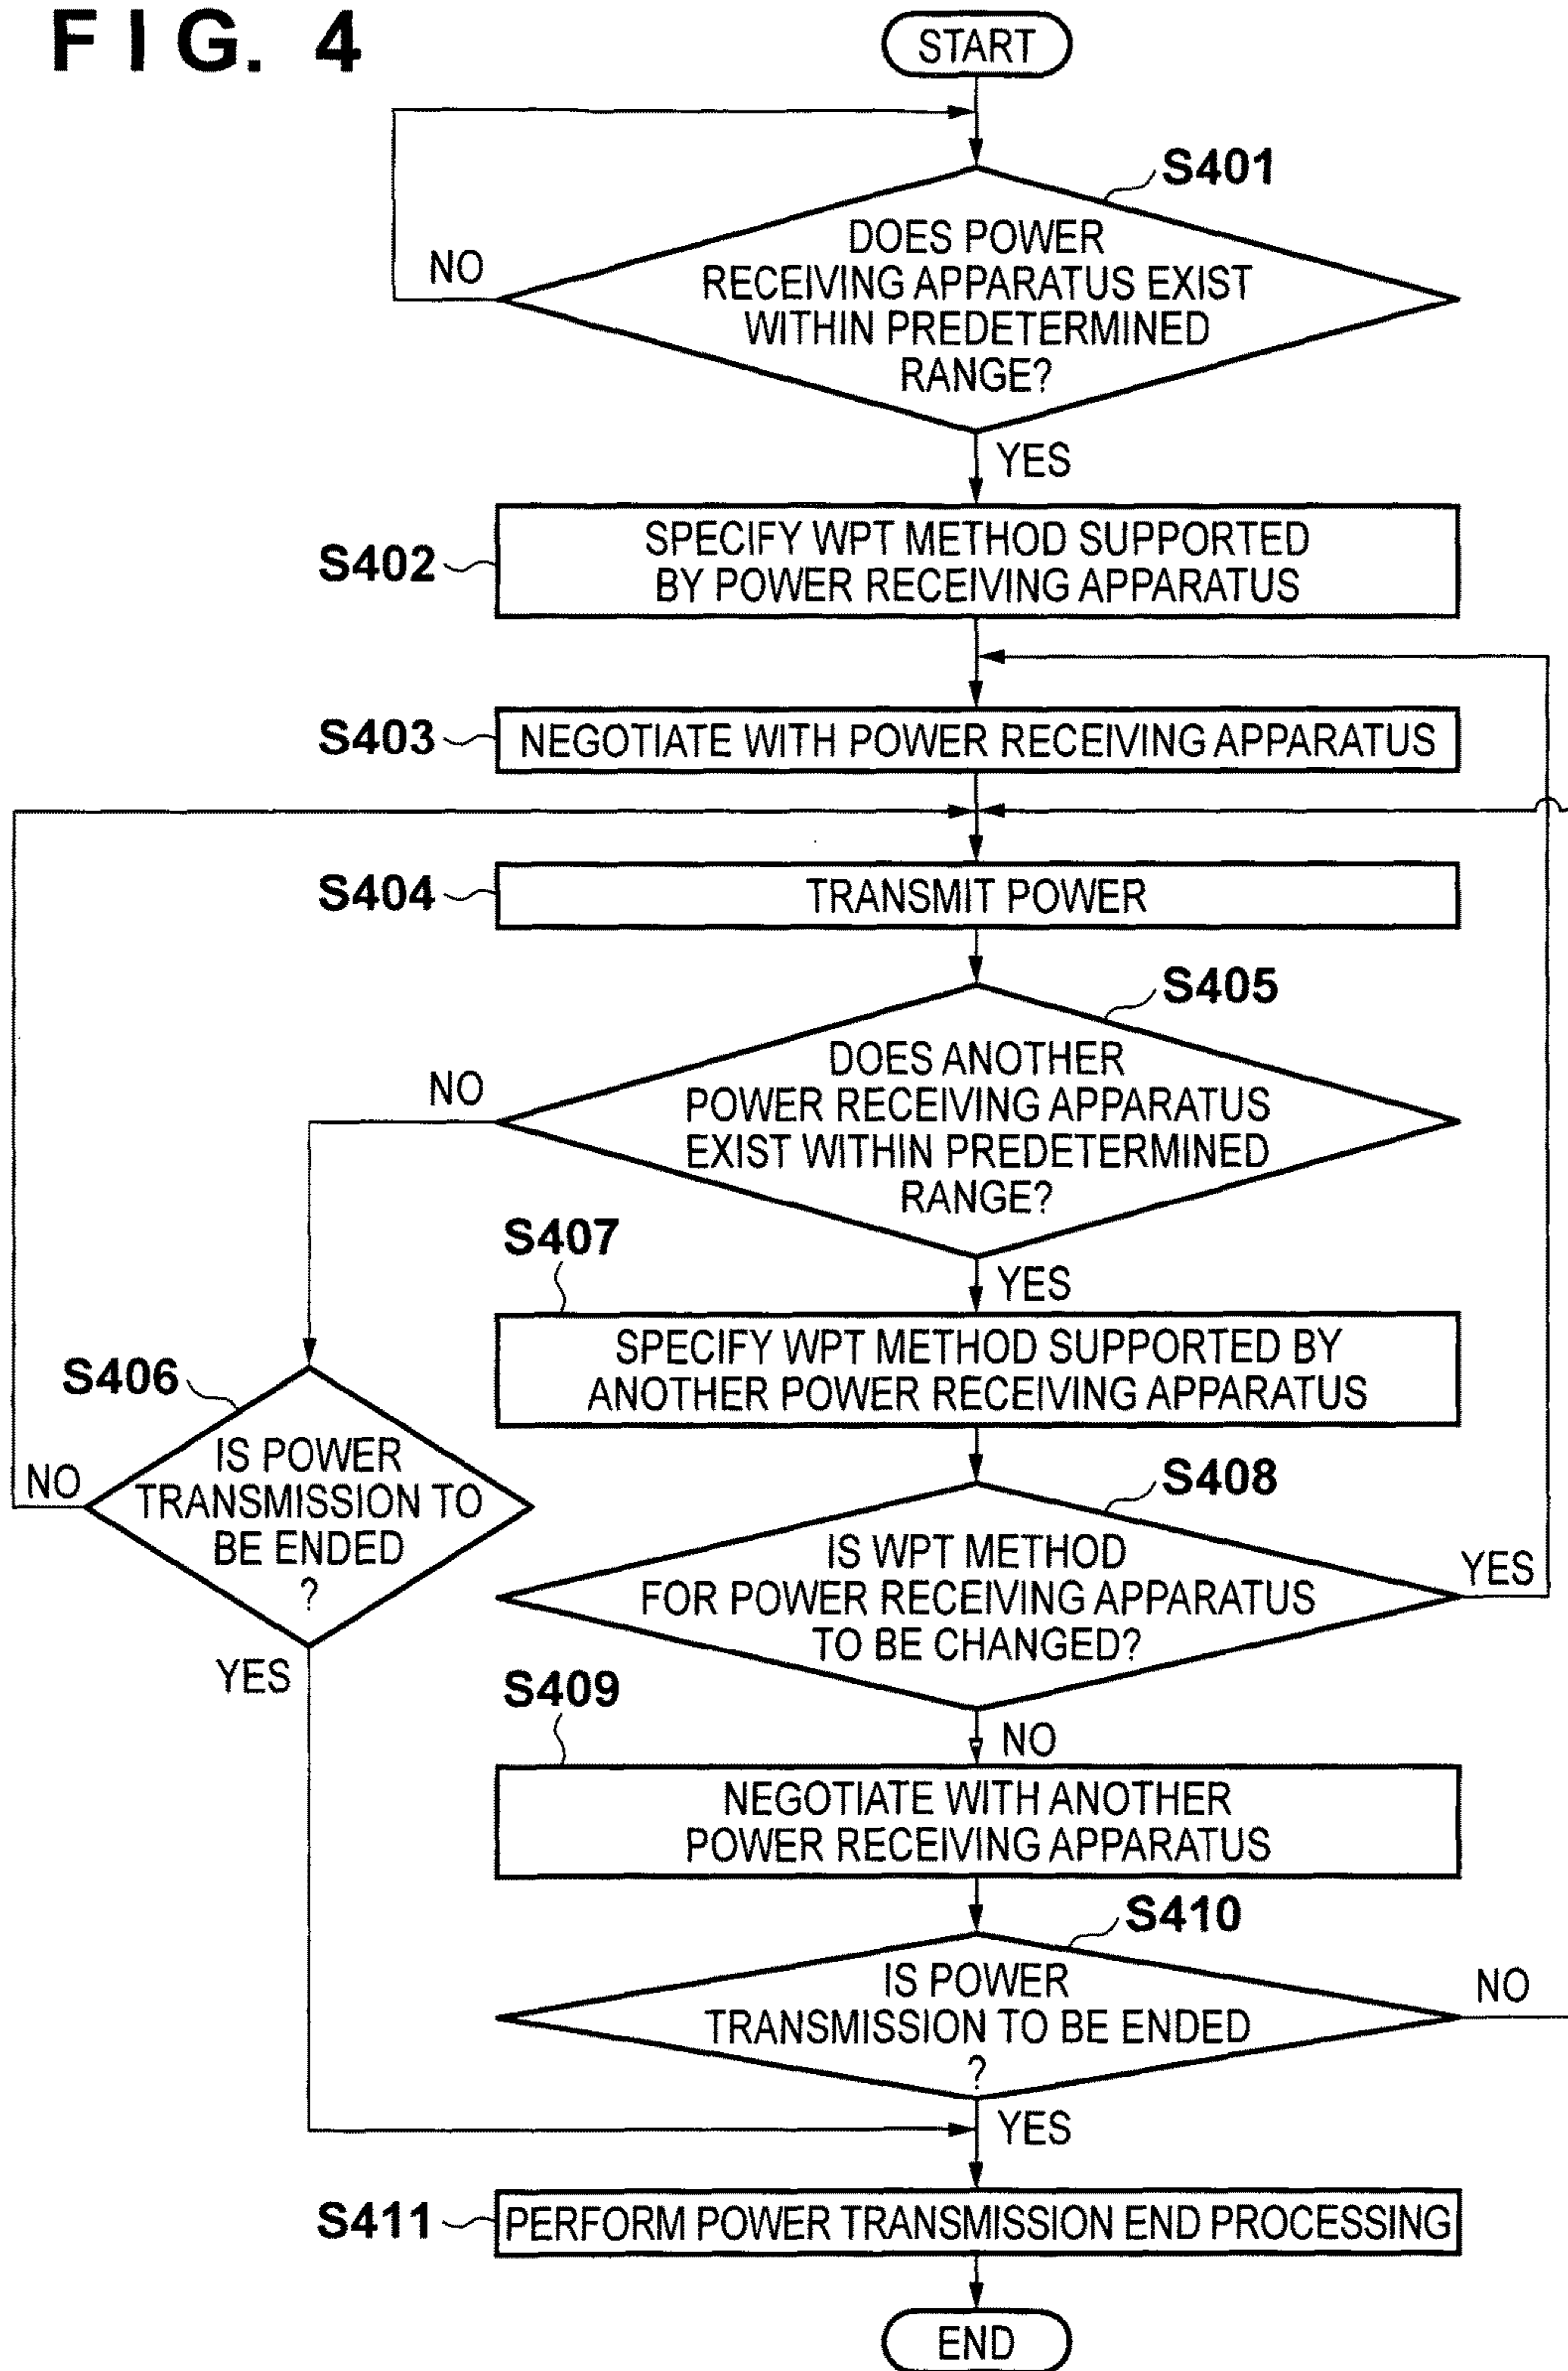 FIG. 4
START
S401
DOES POWER
RECEIVING APPARATUS EXIST
WITHIN PREDETERMINED
RANGE?
NO
YES
S402
SPECIFY WPT METHOD SUPPORTED
BY POWER RECEIVING APPARATUS
S403
NEGOTIATE WITH POWER RECEIVING APPARATUS
S404
TRANSMIT POWER
S405
DOES ANOTHER
POWER RECEIVING APPARATUS
EXIST WITHIN PREDETERMINED
RANGE?
NO
YES
S407
SPECIFY WPT METHOD SUPPORTED BY
ANOTHER POWER RECEIVING APPARATUS
S406
IS POWER
TRANSMISSION TO
BE ENDED
?
NO
YES
S408
IS WPT METHOD
FOR POWER RECEIVING APPARATUS
TO BE CHANGED?
YES
NO
S409
NEGOTIATE WITH ANOTHER
POWER RECEIVING APPARATUS
S410
IS POWER
TRANSMISSION TO BE ENDED
?
NO
YES
S411
PERFORM POWER TRANSMISSION END PROCESSING
END